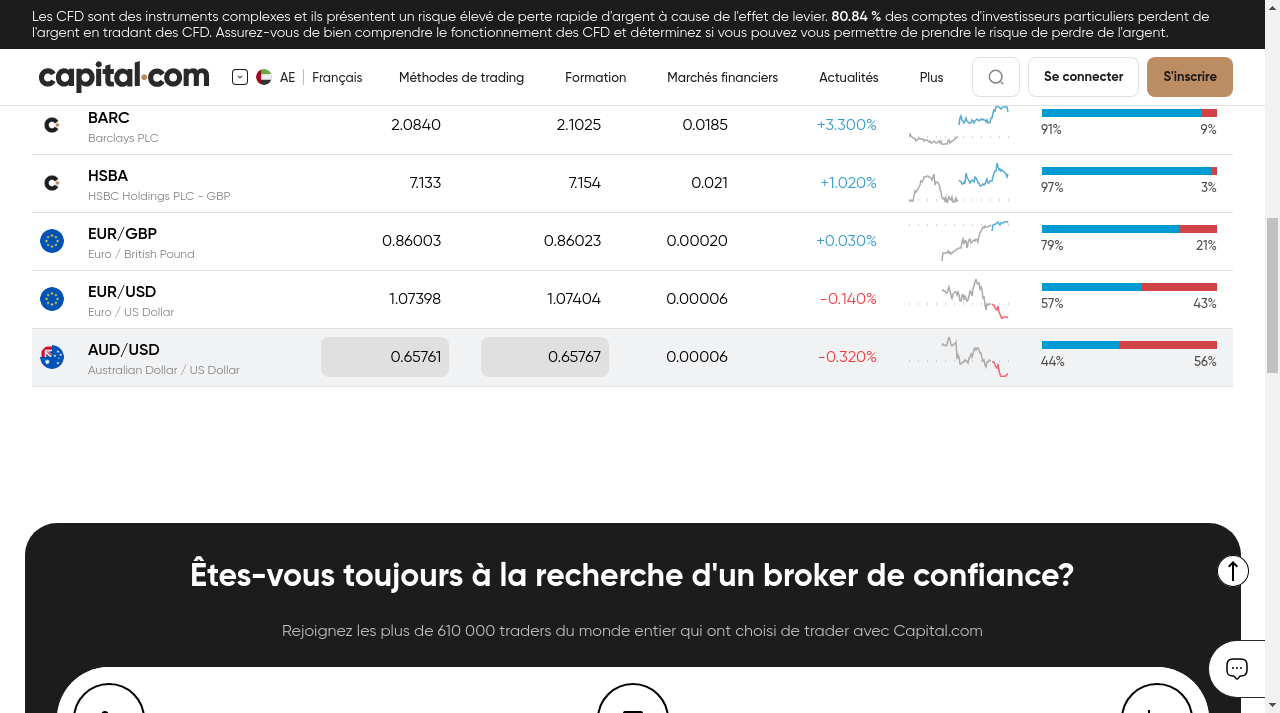 Les CFD sont des instruments complexes et ils présentent un risque élevé de perte rapide d'argent à cause de l'effet de levier. 80.84 % des comptes d'investisseurs particuliers perdent de
l'argent en tradant des CFD. Assurez-vous de bien comprendre le fonctionnement des CFD et déterminez si vous pouvez vous permettre de prendre le risque de perdre de l'argent.
capital.com AE Français Méthodes de trading Formation Marchés financiers Actualités Plus Se connecter S'inscrire
BARC 2.0840 2.1025 0.0185 +3.300%
Barclays PLC 91% 9%
HSBA 7.133 7.154 0.021 +1.020%
HSBC Holdings PLC - GBP 97% 3%
EUR/GBP 0.86003 0.86023 0.00020 +0.030%
Euro / British Pound 79% 21%
EUR/USD 1.07398 1.07404 0.00006 -0.140%
Euro / US Dollar 57% 43%
AUD/USD 0.65761 0.65767 0.00006 -0.320%
Australian Dollar / US Dollar 44% 56%
Êtes-vous toujours à la recherche d'un broker de confiance?
Rejoignez les plus de 610 000 traders du monde entier qui ont choisi de trader avec Capital.com